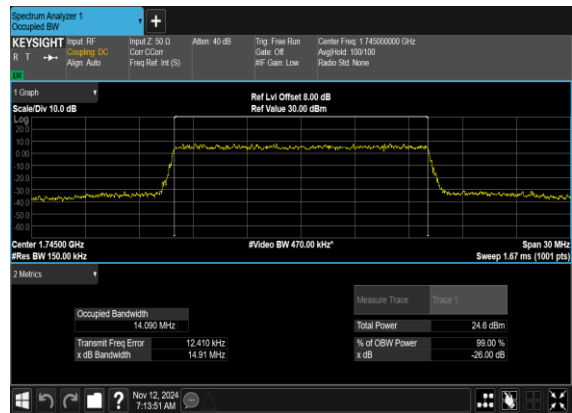 Spectrum Analyzer 1
Occupied BW
+
KEYSIGHT
R T
LW
Input: RF
Coupling: DC
Align: Auto
Input Z: 50 Ω
Corr CCorr
Freq Ref: Int (S)
Atten: 40 dB
Trig: Free Run
Gate: Off
#IF Gain: Low
Center Freq: 1.745000000 GHz
Avg|Hold: 100/100
Radio Std: None
1 Graph
Scale/Div 10.0 dB
Ref Lvl Offset 8.00 dB
Ref Value 30.00 dBm
Log
20.0
10.0
0.00
-10.0
-20.0
-30.0
-40.0
-50.0
-60.0
Center 1.74500 GHz
#Res BW 150.00 kHz
#Video BW 470.00 kHz*
Span 30 MHz
Sweep 1.67 ms (1001 pts)
2 Metrics
Measure Trace
Trace 1
Occupied Bandwidth
14.090 MHz
Total Power
24.6 dBm
Transmit Freq Error
12.410 kHz
% of OBW Power
99.00 %
x dB Bandwidth
14.91 MHz
x dB
-26.00 dB
?
Nov 12, 2024
7:13:51 AM